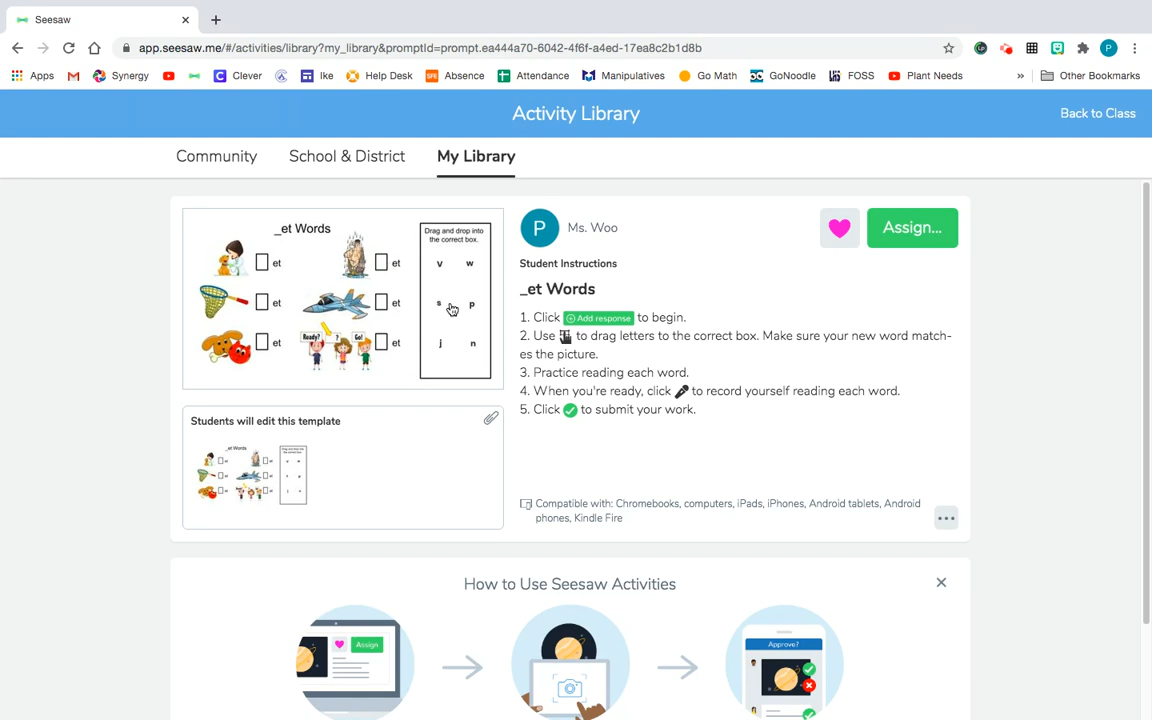 Seesaw
app.seesaw.me/#/activities/library?my_library&promptId=prompt.ea444a70-6042-4f6f-a4ed-17ea8c2b1d8b
P
Apps Synergy Clever Ike Help Desk Absence Attendance Manipulatives Go Math GoNoodle FOSS Plant Needs » Other Bookmarks
Activity Library
Back to Class
Community School & District My Library
_et Words
Drag and drop into
the correct box.
et et
v w
et et
s p
Ready? ? Go!
et et
j n
P Ms. Woo
Assign...
Student Instructions
_et Words
1. Click Add response to begin.
2. Use to drag letters to the correct box. Make sure your new word match-
es the picture.
3. Practice reading each word.
4. When you're ready, click to record yourself reading each word.
5. Click to submit your work.
Students will edit this template
_et Words
Compatible with: Chromebooks, computers, iPads, iPhones, Android tablets, Android
phones, Kindle Fire
How to Use Seesaw Activities
Assign
Approve?